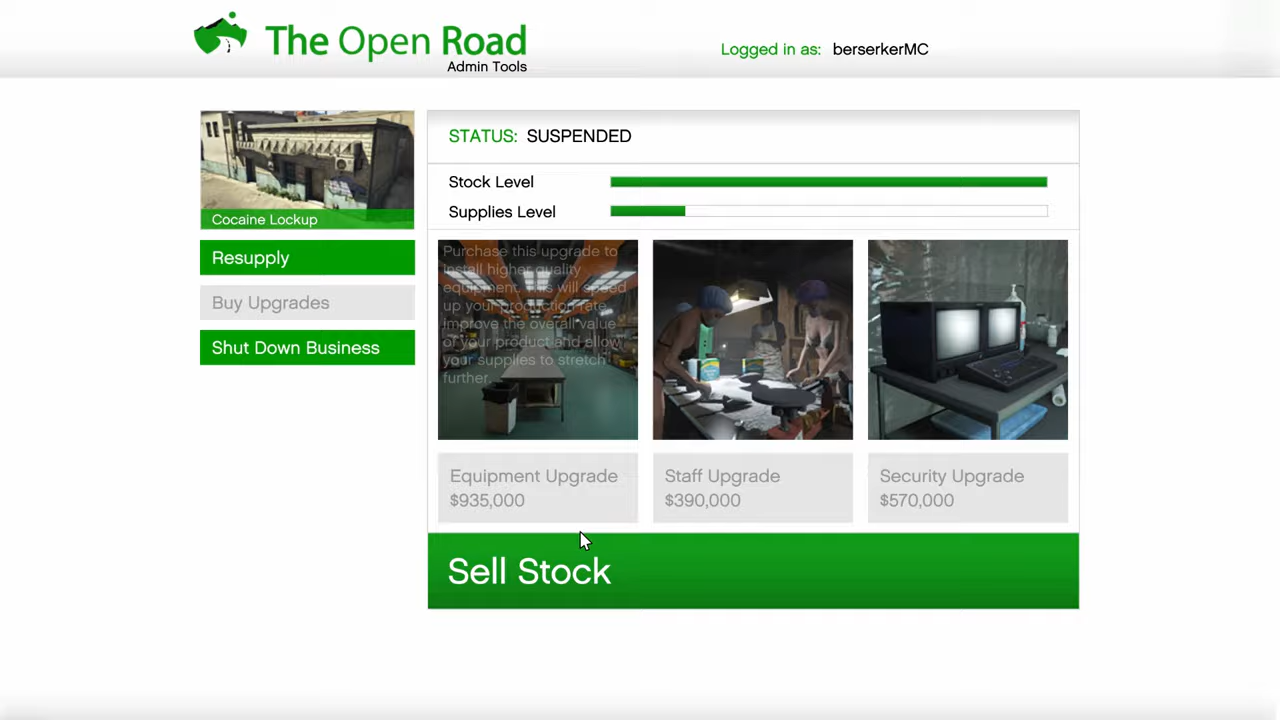 The Open Road
Admin Tools
Logged in as: berserkerMC
Cocaine Lockup
Resupply
Buy Upgrades
Shut Down Business
STATUS: SUSPENDED
Stock Level
Supplies Level
Purchase this upgrade to
install higher quality
equipment. This will speed
up your production rate,
improve the overall value
of your product and allow
your supplies to stretch
further.
Equipment Upgrade
$935,000
Staff Upgrade
$390,000
Security Upgrade
$570,000
Sell Stock